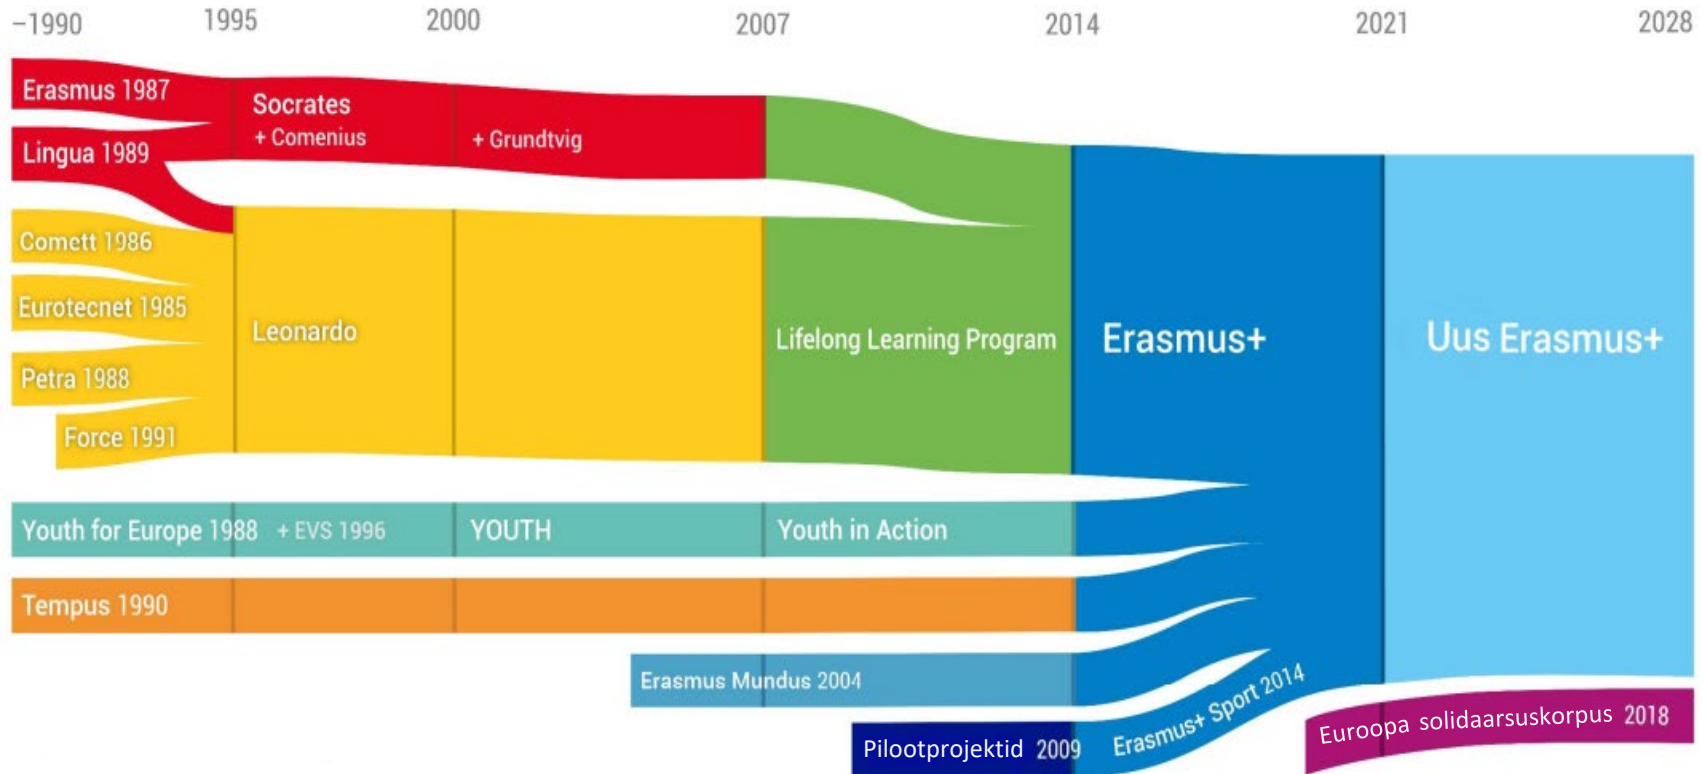 –1990 1995 2000 2007 2014 2021 2028
Erasmus 1987
Socrates
+ Comenius
+ Grundtvig
Lingua 1989
Comett 1986
Eurotecnet 1985
Leonardo
Lifelong Learning Program
Erasmus+
Uus Erasmus+
Petra 1988
Force 1991
Youth for Europe 1988 + EVS 1996 YOUTH Youth in Action
Tempus 1990
Erasmus Mundus 2004
Erasmus+ Sport 2014
Pilootprojektid 2009
Euroopa solidaarsuskorpus 2018